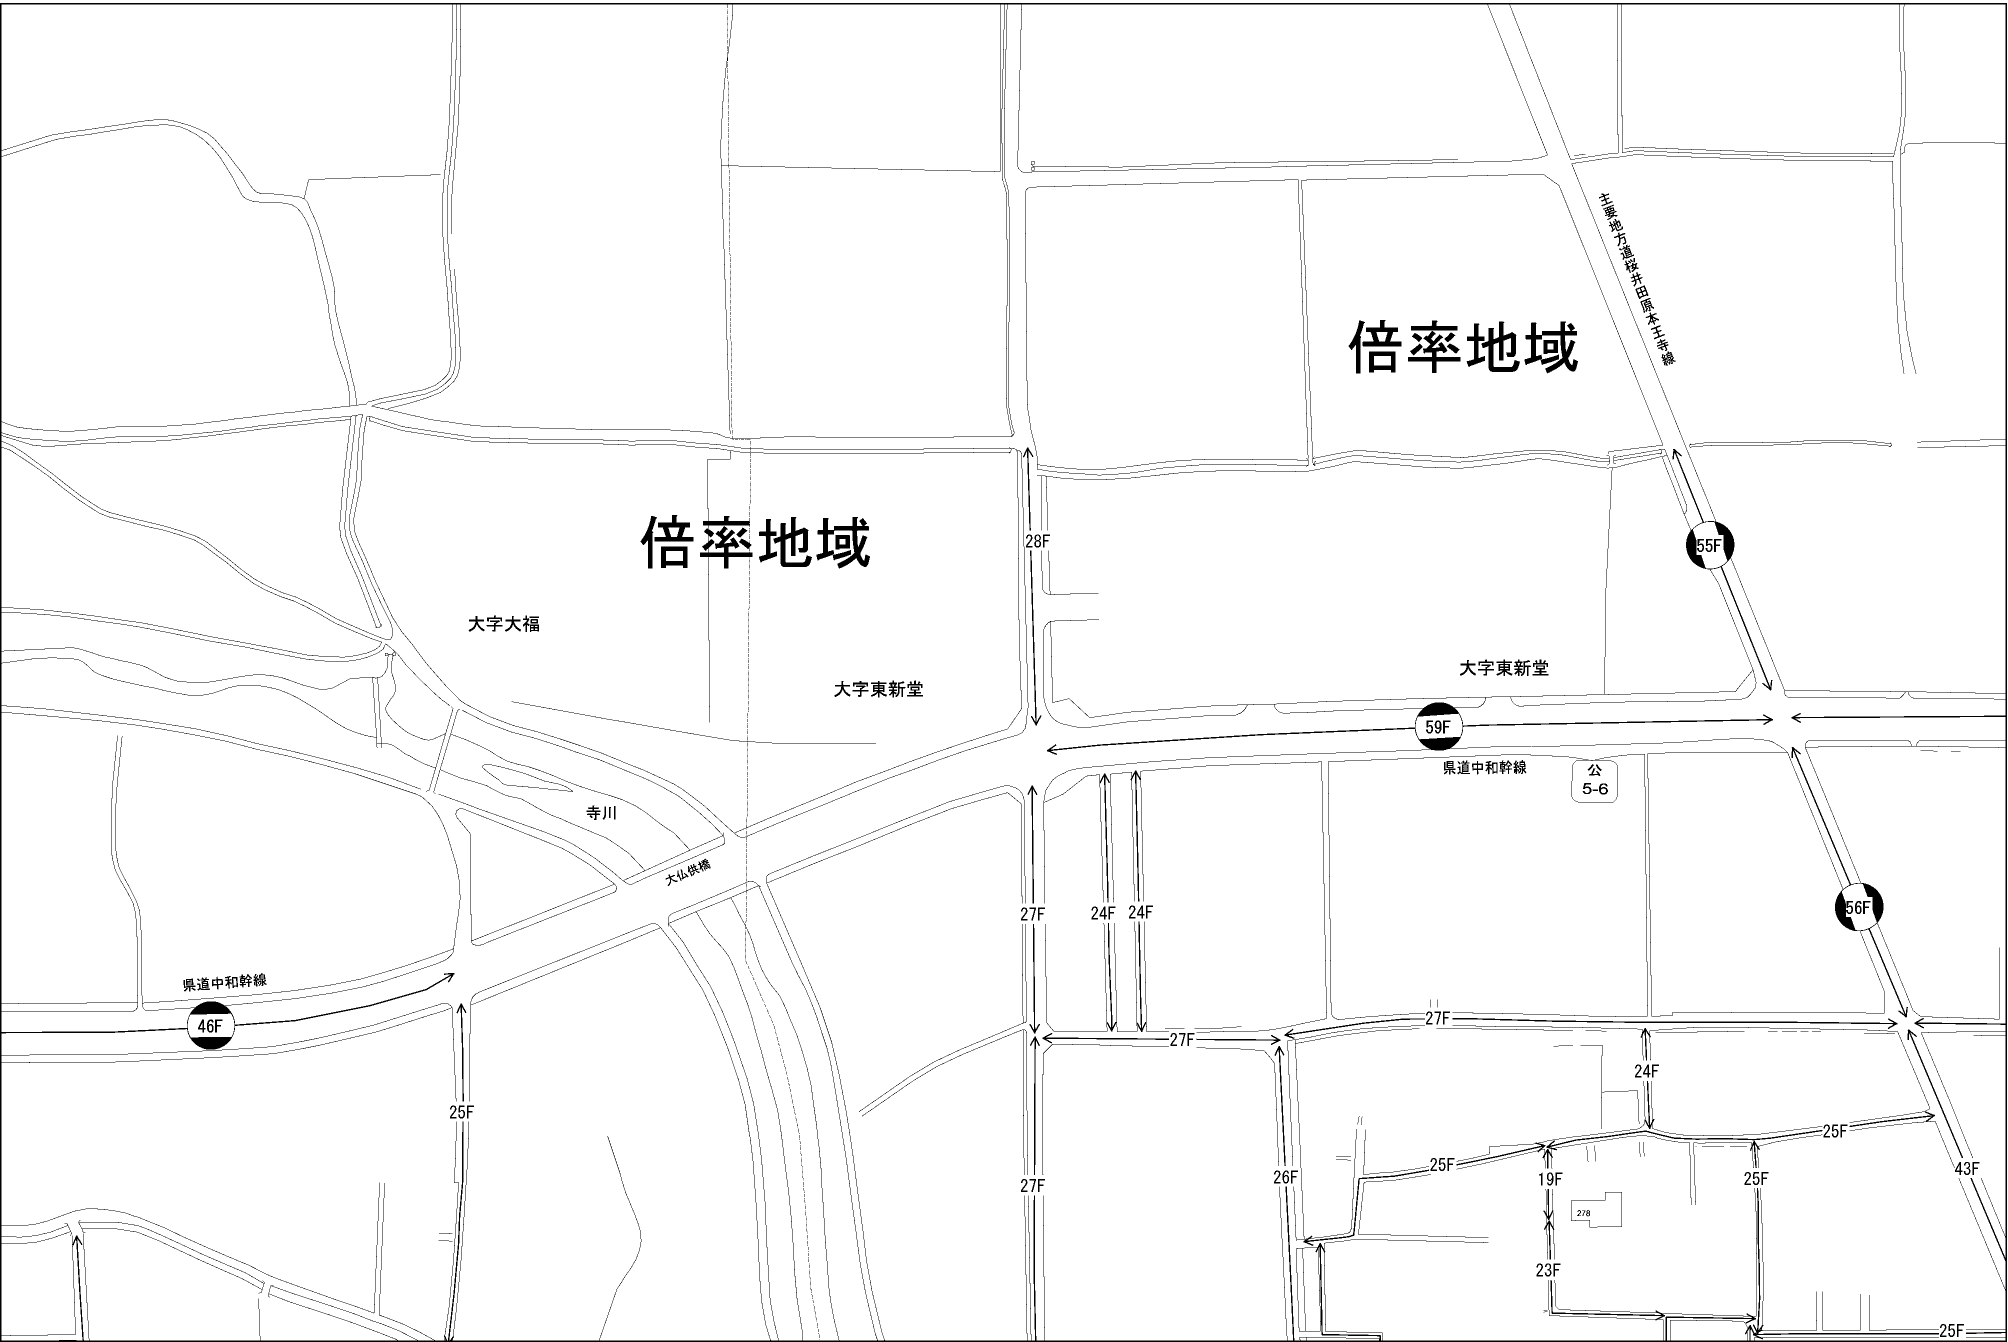 主要地方道桜井田原本王寺線
倍率地域
倍率地域
28F
55F
大字大福
大字東新堂
大字東新堂
59F
県道中和幹線
公
5-6
寺川
大仏供橋
27F
24F
24F
56F
県道中和幹線
46F
27F
27F
24F
25F
25F
25F
43F
27F
26F
19F
25F
278
23F
25F